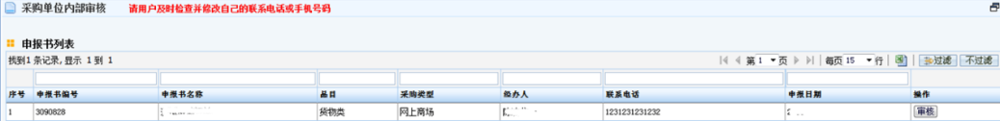 采购单位内部审核 请用户及时检查并修改自己的联系电话或手机号码
申报书列表
找到1 条记录,显示 1 到 1 第 1 页 每页 15 行 过滤 不过滤
序号 申报书编号 申报书名称 品目 采购类型 经办人 联系电话 申报日期 操作
1 3090828 货物类 网上商场 1231231231232 审核